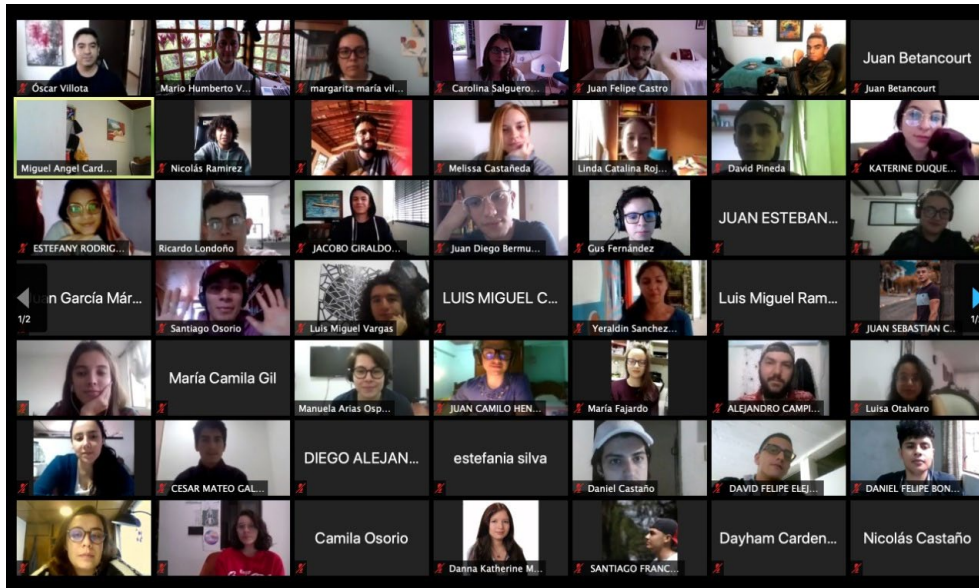 Óscar Villota
Mario Humberto V...
margarita maría vil...
Carolina Salguero...
Juan Felipe Castro
Juan Betancourt
Juan Betancourt
Miguel Angel Card...
Nicolás Ramirez
Melissa Castañeda
Linda Catalina Roj...
David Pineda
KATERINE DUQUE...
ESTEFANY RODRIG...
Ricardo Londoño
JACOBO GIRALDO...
Juan Diego Bermu...
Gus Fernández
JUAN ESTEBAN...
García Már...
1/2
Santiago Osorio
Luis Miguel Vargas
LUIS MIGUEL C...
Yeraldin Sanchez...
Luis Miguel Ram...
JUAN SEBASTIAN C...
María Camila Gil
Manuela Arias Osp...
JUAN CAMILO HEN...
María Fajardo
ALEJANDRO CAMPI...
Luisa Otalvaro
CESAR MATEO GAL...
DIEGO ALEJAN...
estefania silva
Daniel Castaño
DAVID FELIPE ELEJ...
DANIEL FELIPE BON...
Camila Osorio
Danna Katherine M...
SANTIAGO FRANC...
Dayham Carden...
Nicolás Castaño